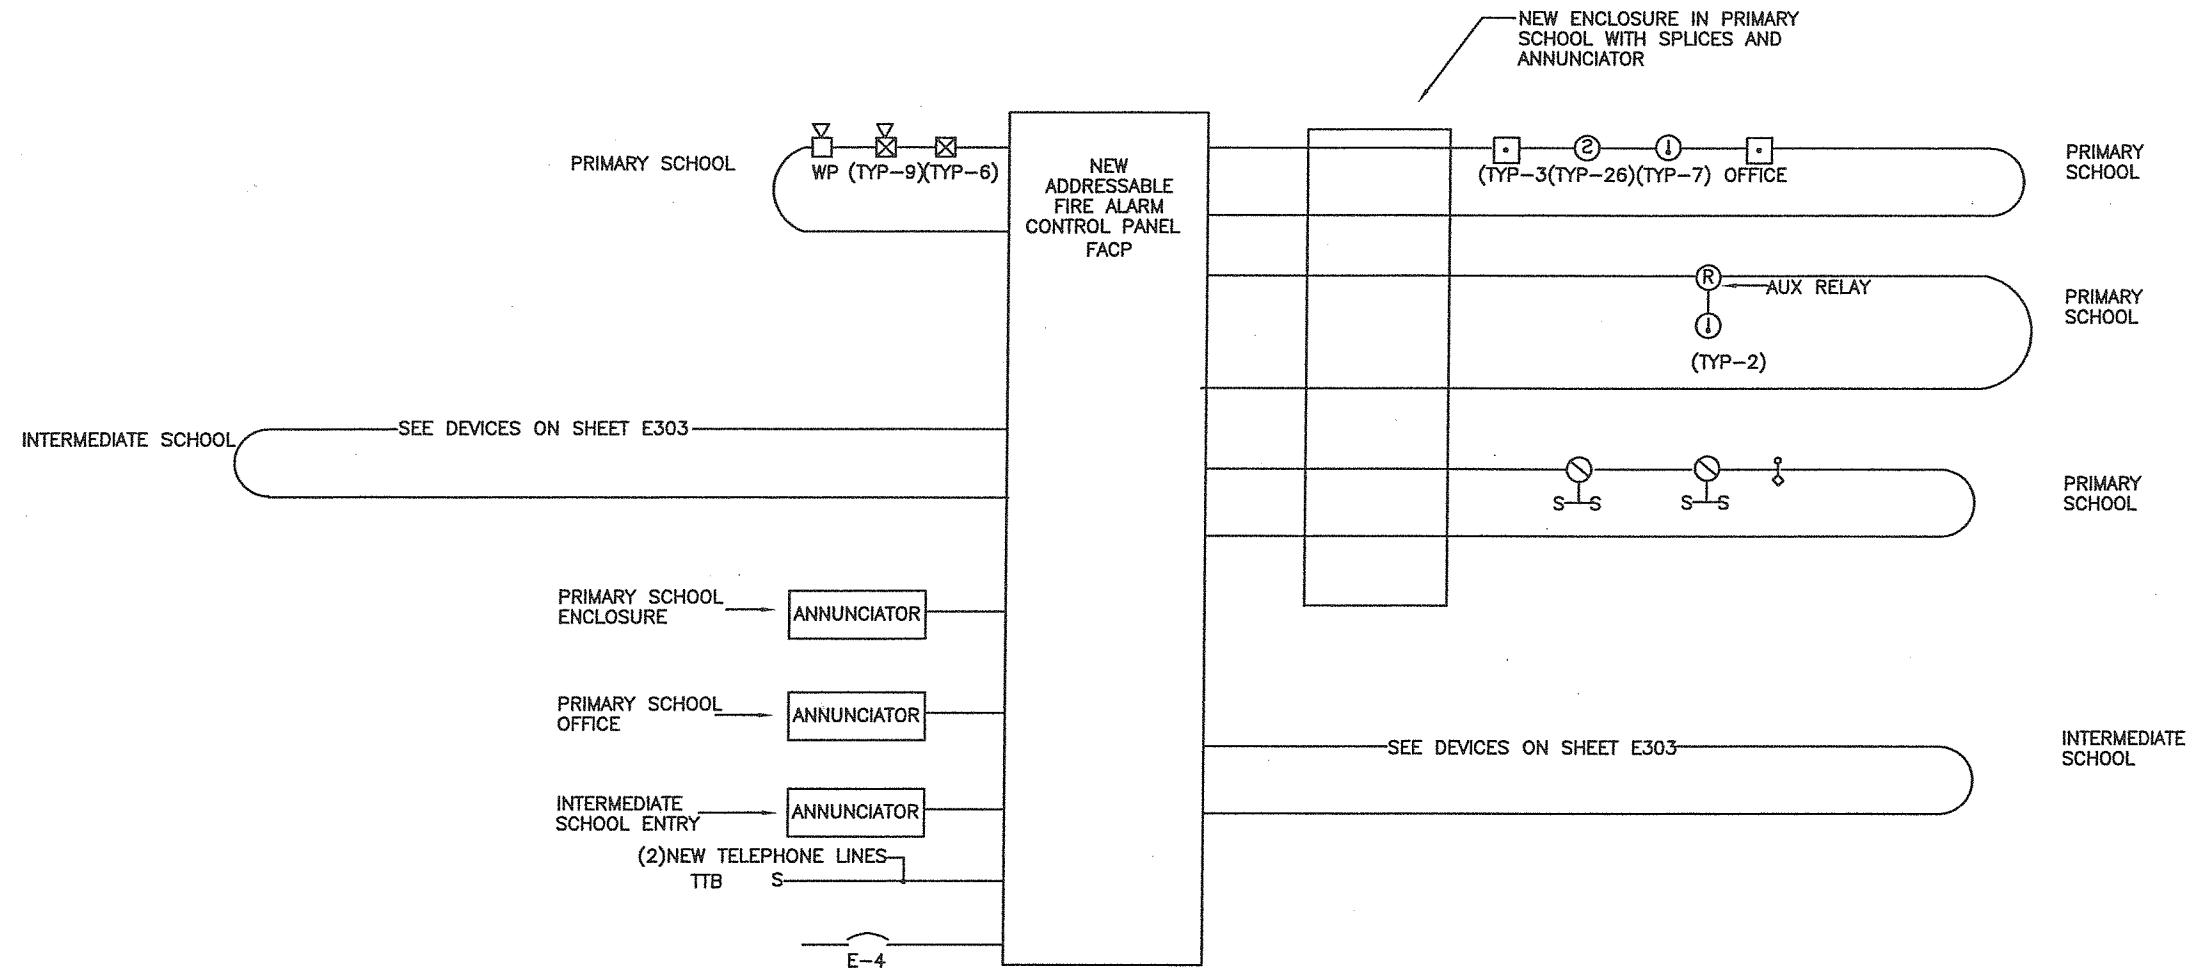 NEW ENCLOSURE IN PRIMARY
SCHOOL WITH SPLICES AND
ANNUNCIATOR
PRIMARY SCHOOL
WP (TYP-9)(TYP-6)
NEW
ADDRESSABLE
FIRE ALARM
CONTROL PANEL
FACP
2
(TYP-3(TYP-26)(TYP-7) OFFICE
PRIMARY
SCHOOL
R
AUX RELAY
(TYP-2)
PRIMARY
SCHOOL
INTERMEDIATE SCHOOL
SEE DEVICES ON SHEET E303
S S
S S
PRIMARY
SCHOOL
PRIMARY SCHOOL
ENCLOSURE
ANNUNCIATOR
PRIMARY SCHOOL
OFFICE
ANNUNCIATOR
SEE DEVICES ON SHEET E303
INTERMEDIATE
SCHOOL
INTERMEDIATE
SCHOOL ENTRY
ANNUNCIATOR
(2)NEW TELEPHONE LINES
TTB S
E-4